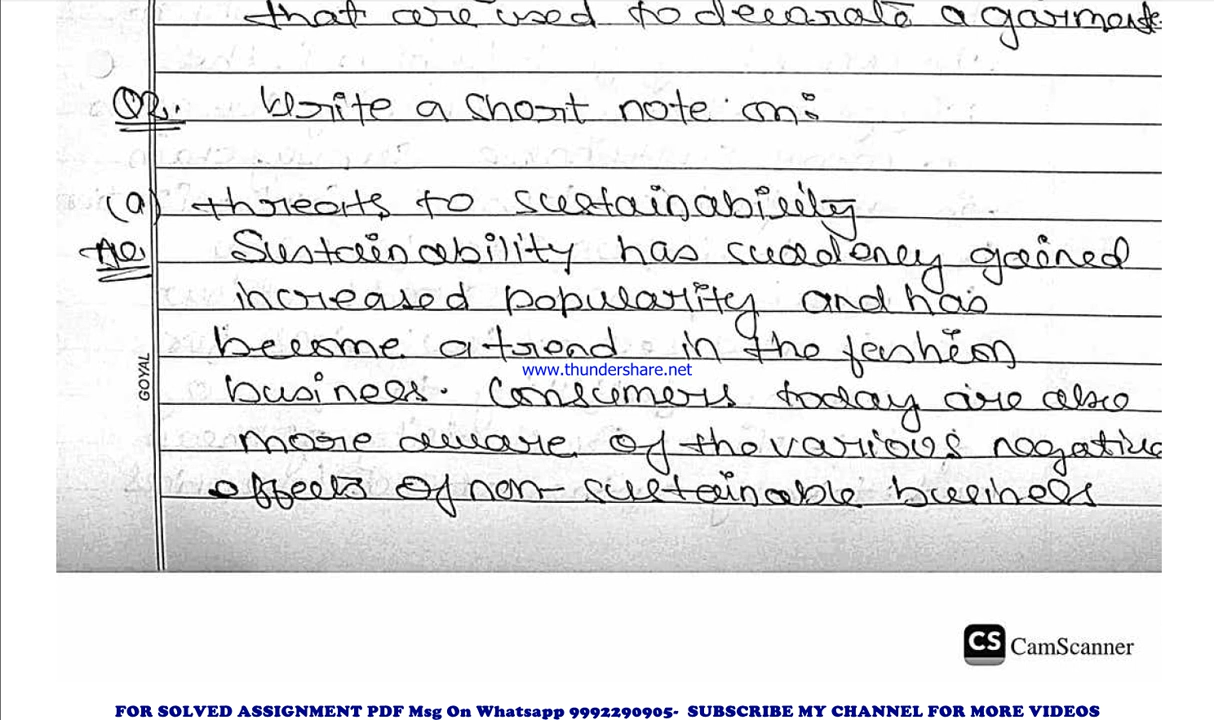 that are used to decorate a garment.
Q2. Write a short note on:
(a) threats to sustainability
Sustainability has suddenly gained
increased popularity and has
become a trend in the fashion
www.thundershare.net
business. Consumers today are also
more aware of the various negative
effects of non-sustainable business
GOYAL
CS CamScanner
FOR SOLVED ASSIGNMENT PDF Msg On Whatsapp 9992290905- SUBSCRIBE MY CHANNEL FOR MORE VIDEOS